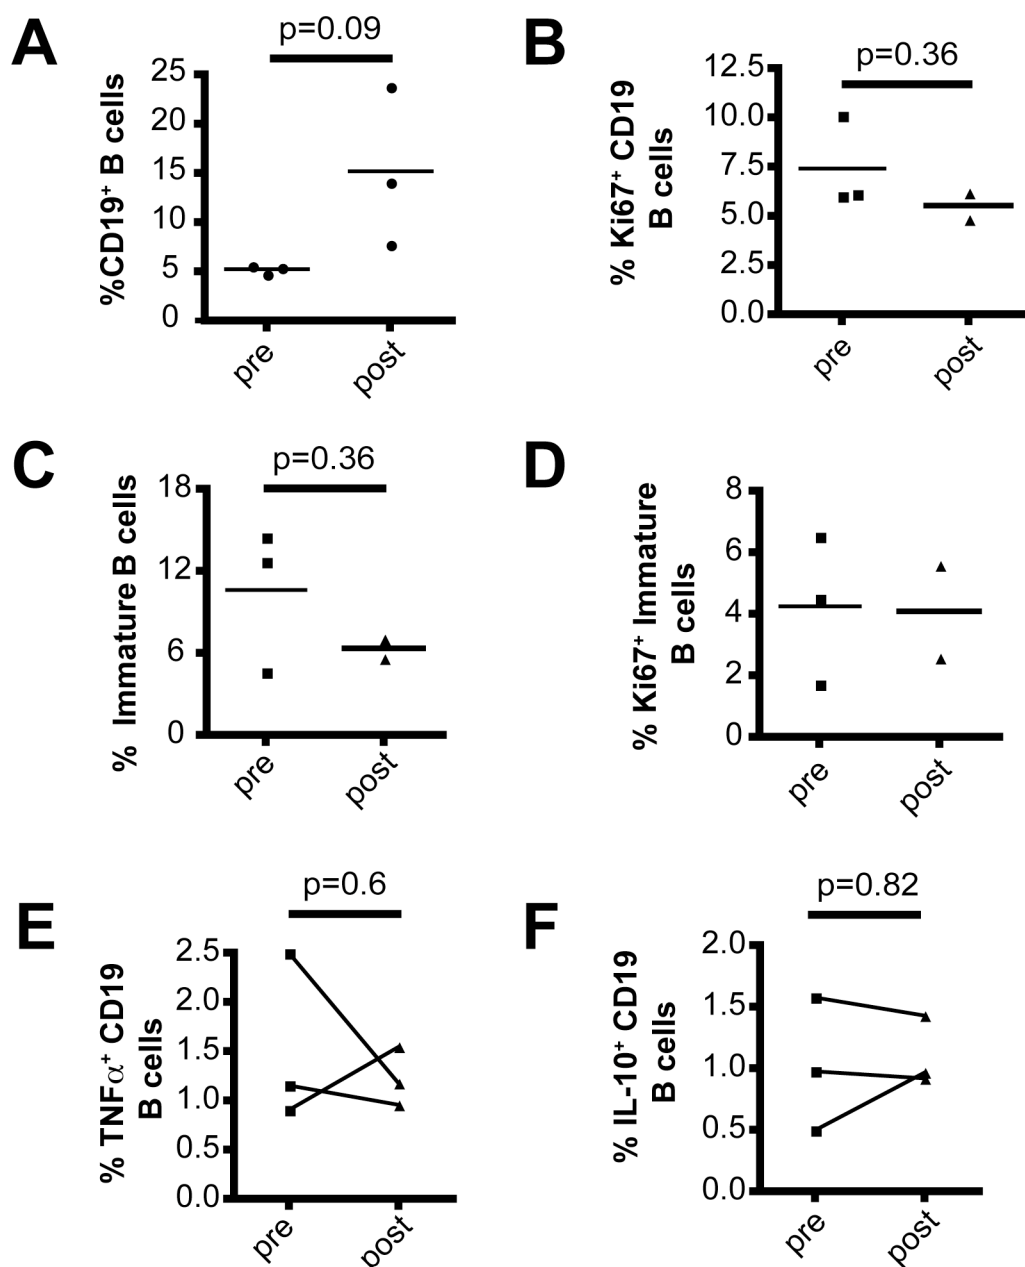 A
p=0.09
%CD19⁺ B cells
25
20
15
10
5
0
pre
post
B
p=0.36
% Ki67⁺ CD19
B cells
12.5
10.0
7.5
5.0
2.5
0.0
pre
post
C
p=0.36
% Immature B cells
18
12
6
0
pre
post
D
% Ki67⁺ Immature
B cells
8
6
4
2
0
pre
post
E
p=0.6
% TNFα⁺ CD19
B cells
2.5
2.0
1.5
1.0
0.5
0.0
pre
post
F
p=0.82
% IL-10⁺ CD19
B cells
2.0
1.5
1.0
0.5
0.0
pre
post